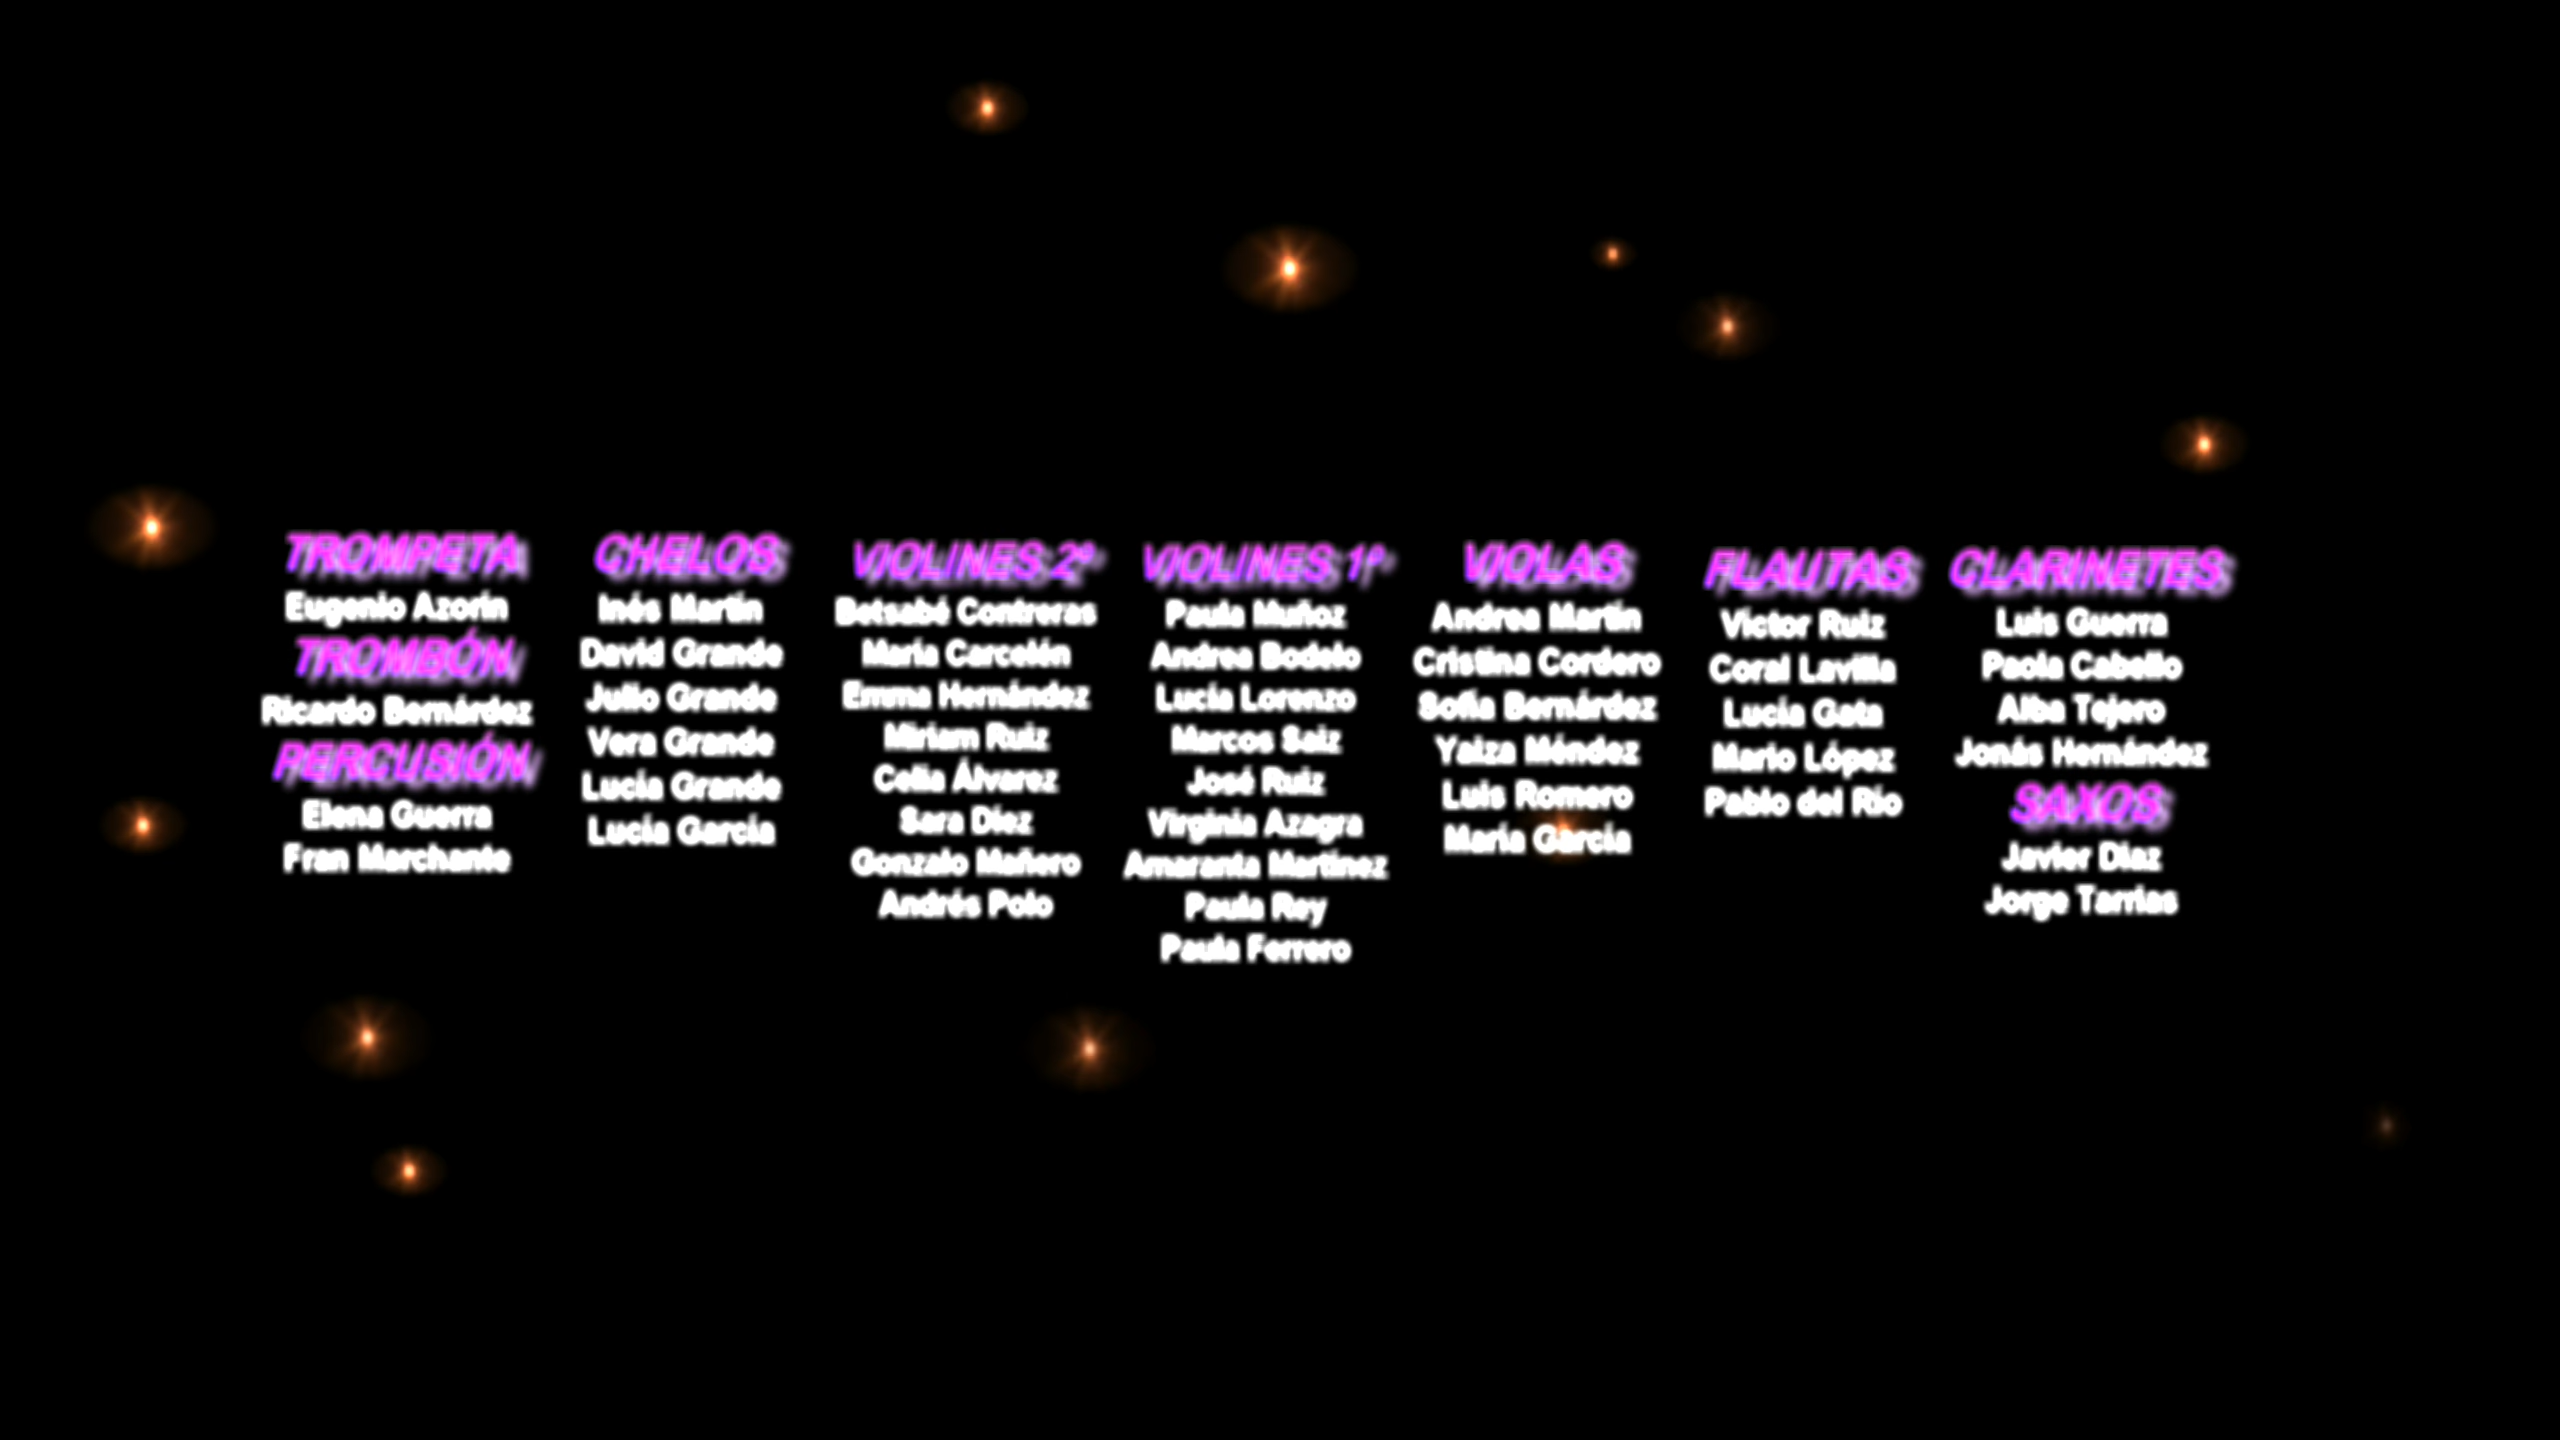 TROMPETA
Eugenio Azorín
TROMBÓN
Ricardo Bernárdez
PERCUSIÓN
Elena Guerra
Fran Marchante
CHELOS
Inés Martín
David Grande
Julio Grande
Vera Grande
Lucía Grande
Lucía García
VIOLINES 2º
Betsabé Contreras
María Carcelén
Emma Hernández
Miriam Ruiz
Celia Álvarez
Sara Díez
Gonzalo Mañero
Andrés Polo
VIOLINES 1º
Paula Muñoz
Andrea Bodelo
Lucía Lorenzo
Marcos Saiz
José Ruiz
Virginia Azagra
Amaranta Martínez
Paula Rey
Paula Ferrero
VIOLAS
Andrea Martín
Cristina Cordero
Sofía Bernárdez
Yaiza Méndez
Luis Romero
María García
FLAUTAS
Víctor Ruiz
Coral Lavilla
Lucía Gata
Mario López
Pablo del Río
CLARINETES
Luis Guerra
Paola Cabello
Alba Tejero
Jonás Hernández
SAXOS
Javier Díaz
Jorge Tarrías